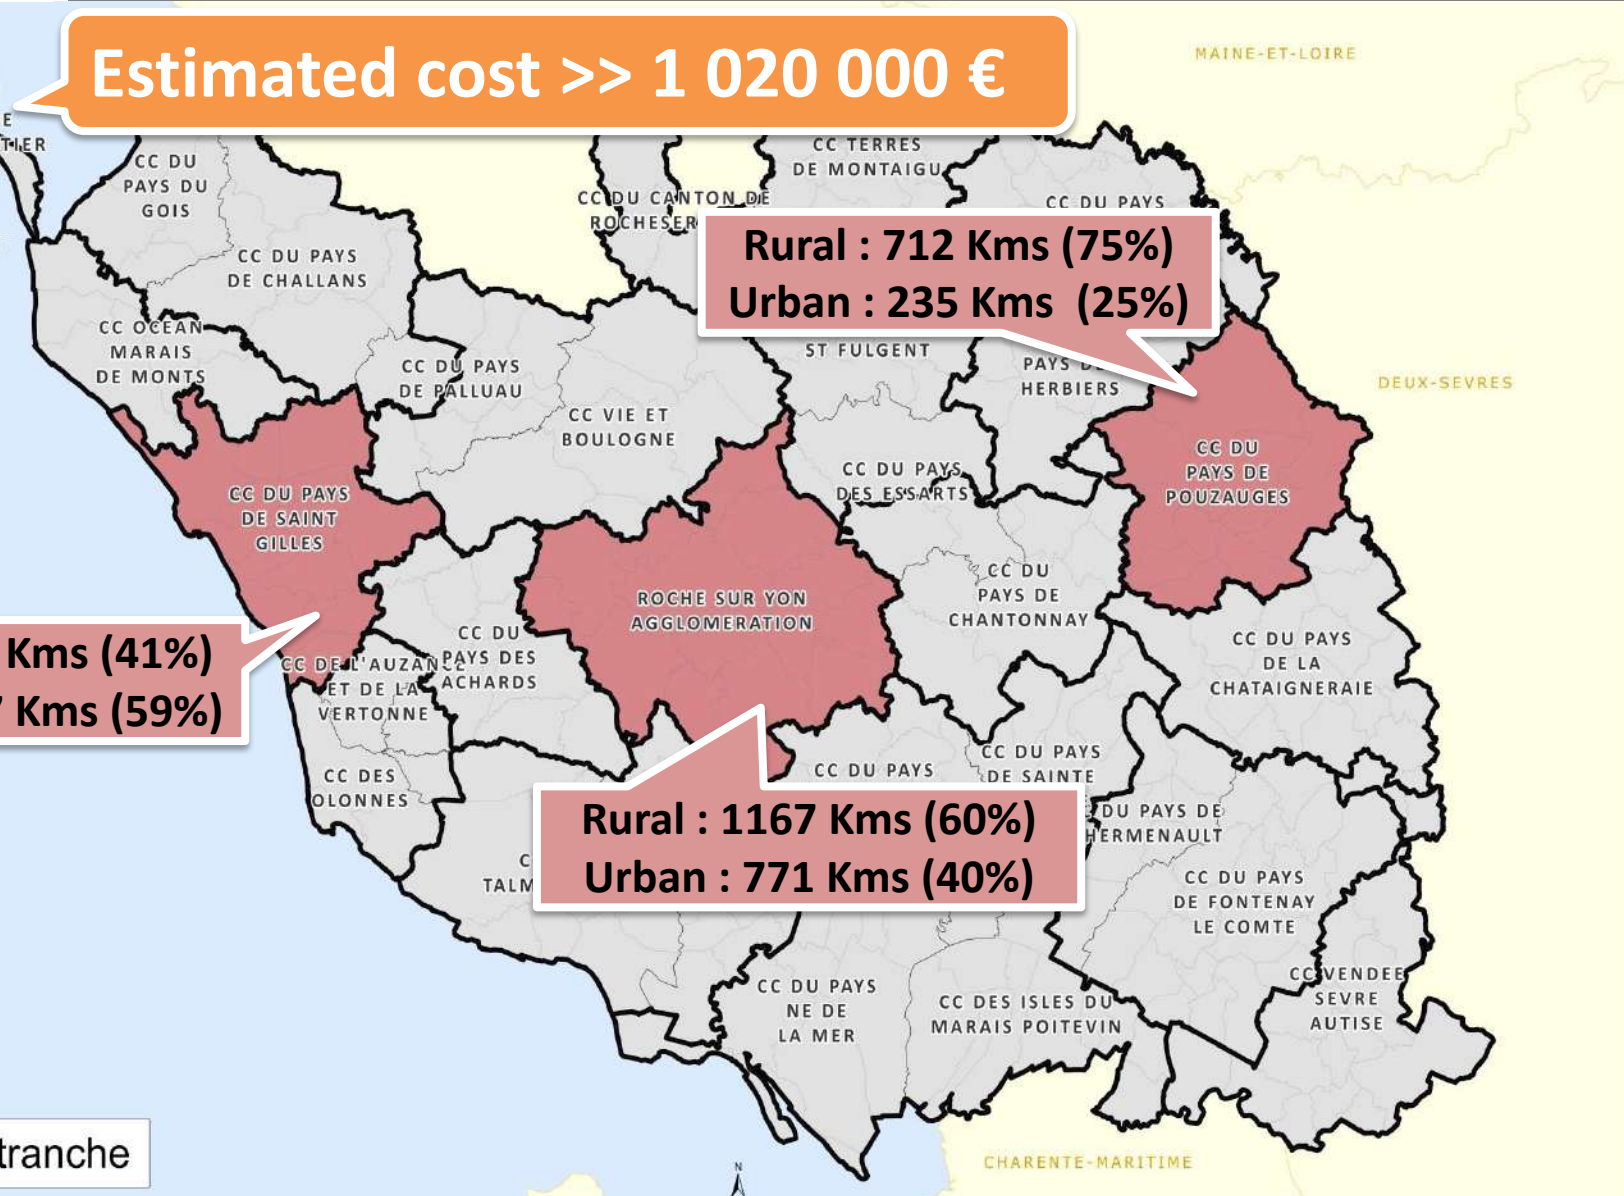 Estimated cost >> 1 020 000 €
MAINE-ET-LOIRE
E
TIER
CC DU
PAYS DU
GOIS
CC TERRES
DE MONTAIGU
CC DU CANTON DE
CC DU PAYS
Rural : 712 Kms (75%)
Urban : 235 Kms (25%)
CC DU PAYS
DE CHALLANS
CC OCEAN
MARAIS
DE MONTS
CC DU PAYS
DE PALLUAU
ST FULGENT
PAYS
HERBIERS
DEUX-SEVRES
CC VIE ET
BOULOGNE
CC DU PAYS
DES ESSARTS
CC DU
PAYS DE
POUZAUGES
CC DU PAYS
DE SAINT
GILLES
ROCHE SUR YON
AGGLOMERATION
CC DU
PAYS DE
CHANTONNAY
Kms (41%)
7 Kms (59%)
CC DU
PAYS DES
ACHARDS
CC DE L'AUZANCE
ET DE LA
VERTONNE
CC DU PAYS
DE LA
CHATAIGNERAIE
CC DES
OLONNES
CC DU PAYS
CC DU PAYS
DE SAINTE
Rural : 1167 Kms (60%)
Urban : 771 Kms (40%)
DU PAYS DE
HERMENAULT
C
TALM
CC DU PAYS
DE FONTENAY
LE COMTE
CC DU PAYS
NE DE
LA MER
CC DES ISLES DU
MARAIS POITEVIN
CC VENDEE
SEVRE
AUTISE
tranche
N
CHARENTE-MARITIME